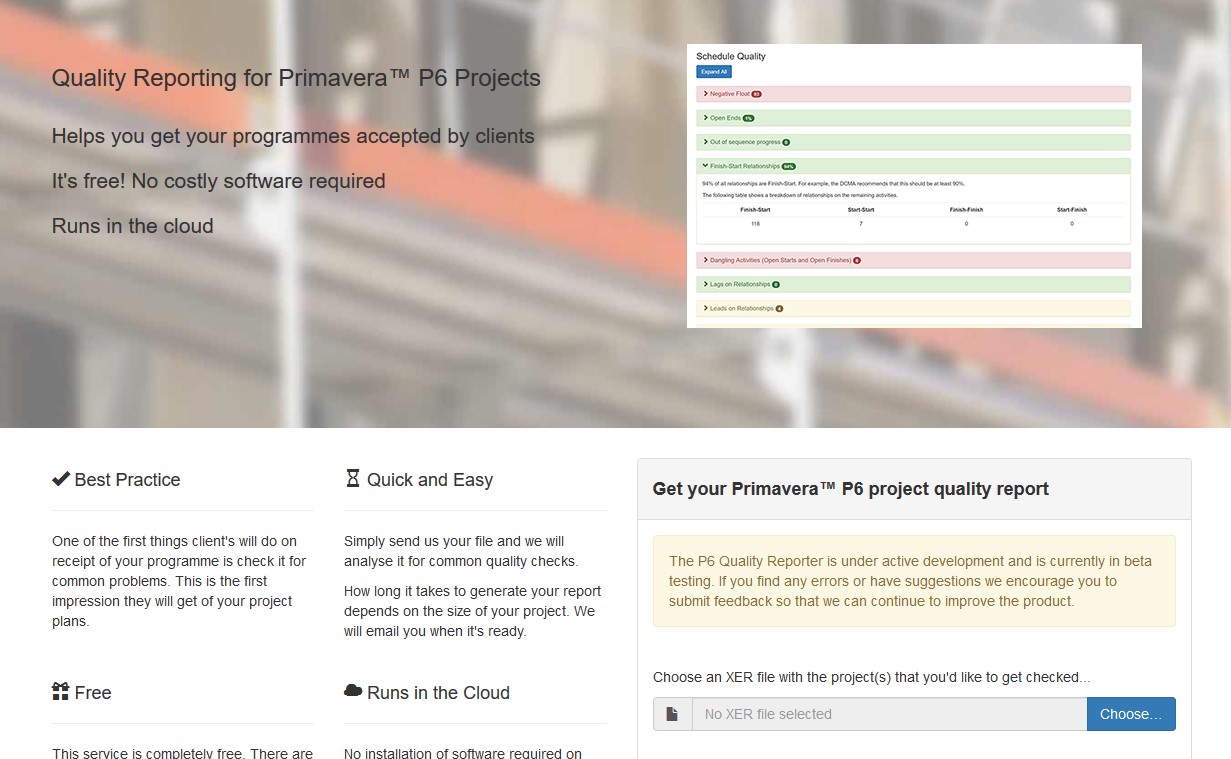 Quality Reporting for Primavera™ P6 Projects
Helps you get your programmes accepted by clients
It's free! No costly software required
Runs in the cloud
Schedule Quality
Expand All
Negative Float 83
Open Ends 1%
Out of sequence progress 0
Finish-Start Relationships 94%
94% of all relationships are Finish-Start. For example, the DCMA recommends that this should be at least 90%.
The following table shows a breakdown of relationships on the remaining activities.
Finish-Start Start-Start Finish-Finish Start-Finish
118 7 0 0
Dangling Activities (Open Starts and Open Finishes) 6
Lags on Relationships 0
Leads on Relationships 4
Best Practice
One of the first things client's will do on
receipt of your programme is check it for
common problems. This is the first
impression they will get of your project
plans.
Quick and Easy
Simply send us your file and we will
analyse it for common quality checks.
How long it takes to generate your report
depends on the size of your project. We
will email you when it's ready.
Free
This service is completely free. There are
Runs in the Cloud
No installation of software required on
Get your Primavera™ P6 project quality report
The P6 Quality Reporter is under active development and is currently in beta
testing. If you find any errors or have suggestions we encourage you to
submit feedback so that we can continue to improve the product.
Choose an XER file with the project(s) that you'd like to get checked...
No XER file selected
Choose...